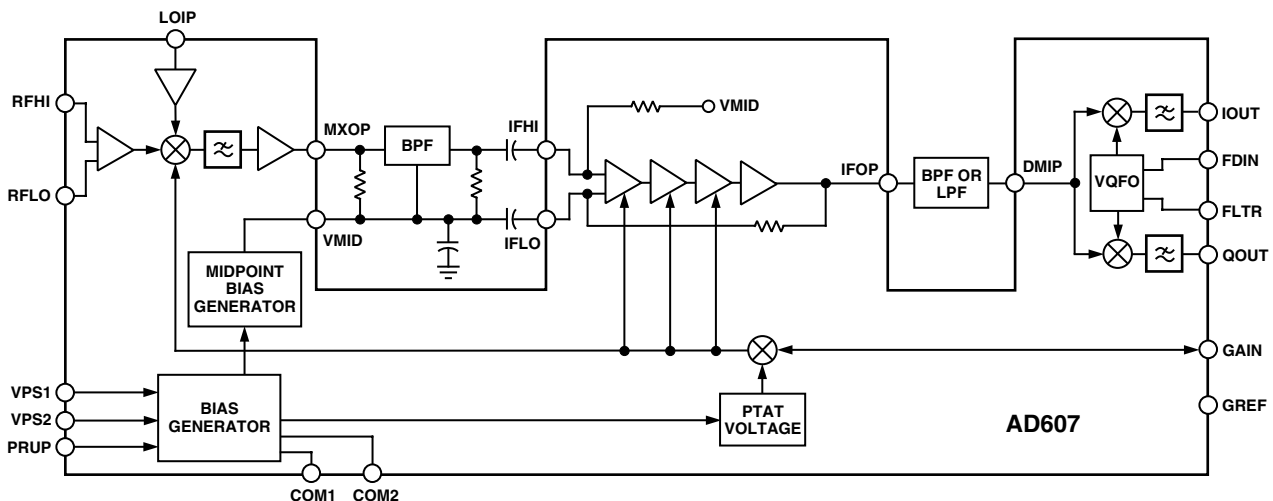 LOIP
RFHI
RFLO
MXOP
BPF
IFHI
VMID
IFOP
BPF OR
LPF
DMIP
VQFO
IOUT
FDIN
FLTR
QOUT
VMID
IFLO
MIDPOINT
BIAS
GENERATOR
GAIN
VPS1
VPS2
PRUP
BIAS
GENERATOR
PTAT
VOLTAGE
GREF
AD607
COM1
COM2